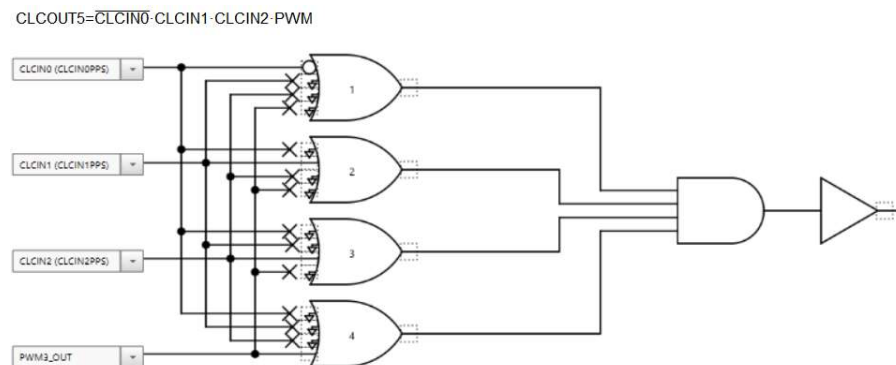 CLCOUT5=CLCIN0·CLCIN1·CLCIN2·PWM
CLCIN0 (CLCIN0PPS)
1
CLCIN1 (CLCIN1PPS)
2
CLCIN2 (CLCIN2PPS)
3
4
PWM3_OUT